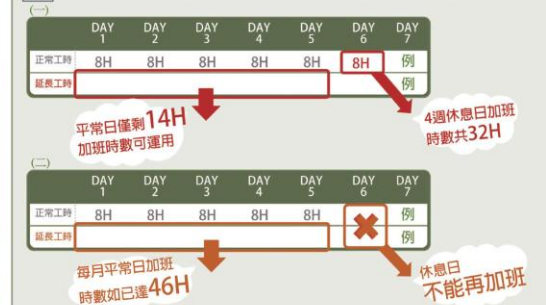 (一)
DAY 1 DAY 2 DAY 3 DAY 4 DAY 5 DAY 6 DAY 7
正常工時 8H 8H 8H 8H 8H 8H 例
延長工時 例
平常日僅剩14H
加班時數可運用
4週休息日加班
時數共32H
(二)
DAY 1 DAY 2 DAY 3 DAY 4 DAY 5 DAY 6 DAY 7
正常工時 8H 8H 8H 8H 8H 例
延長工時 例
每月平常日加班
時數如已達46H
休息日
不能再加班